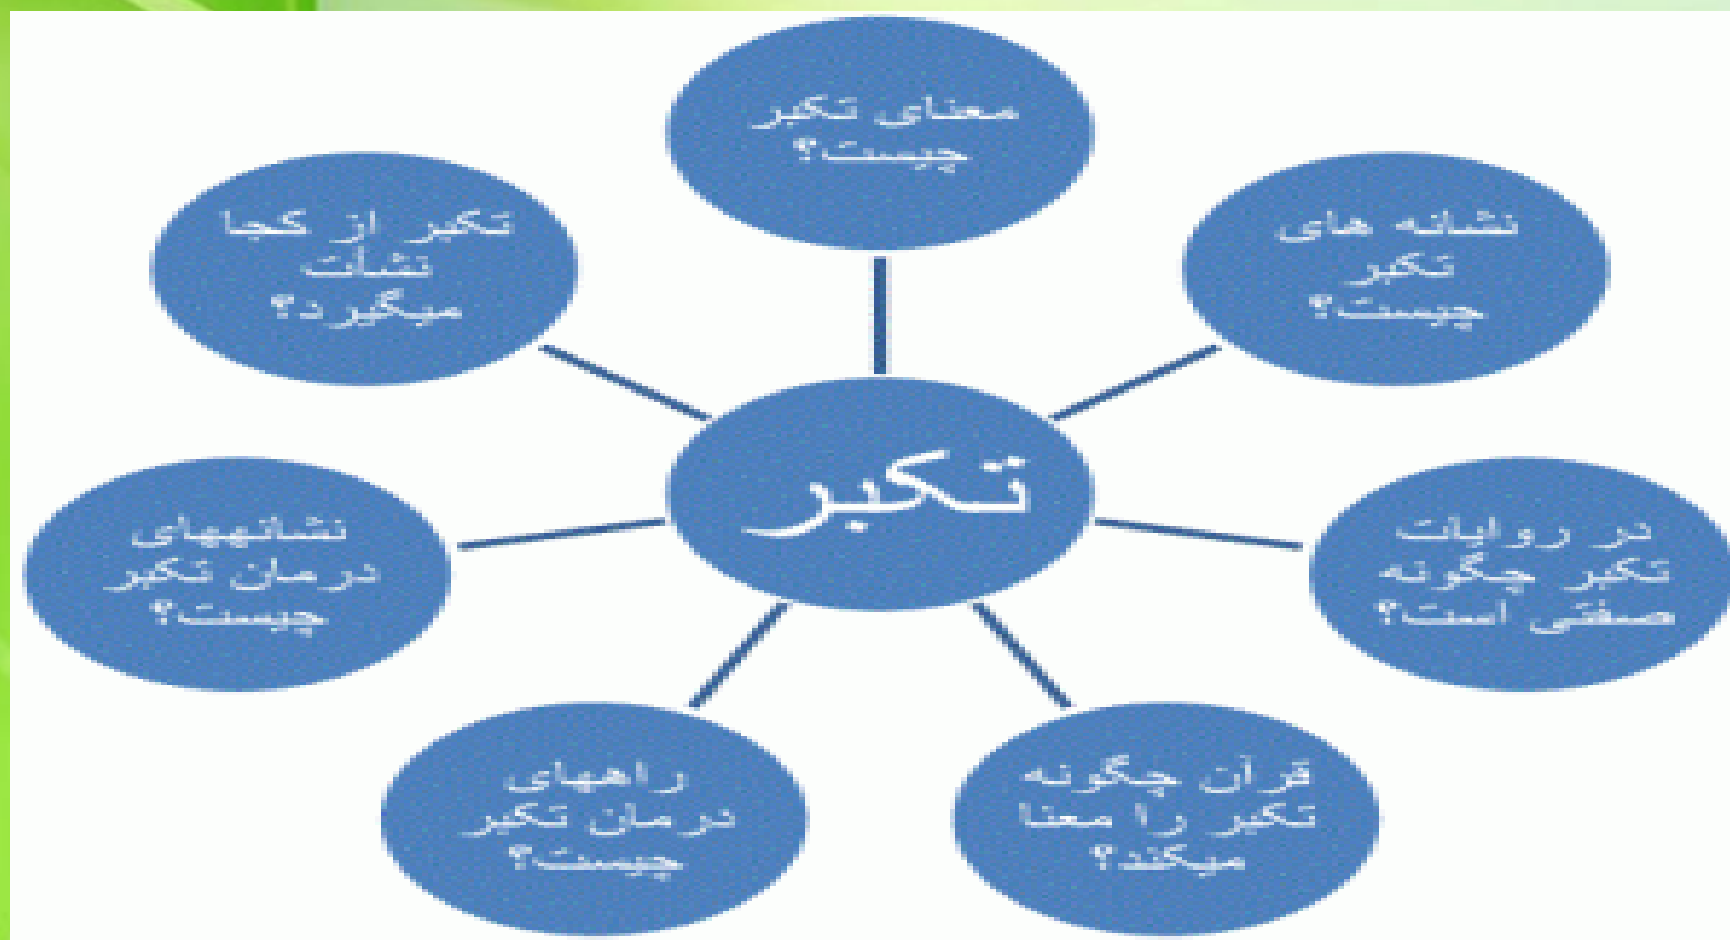 معنای تکبر
چیست؟
نشانه های
تکبر
چیست؟
در روایات
تکبر چگونه
صفتی است؟
قرآن چگونه
تکبر را معنا
میکند؟
راههای
درمان تکبر
چیست؟
نشانههای
درمان تکبر
چیست؟
تکبر از کجا
نشأت
میگیرد؟
تکبر